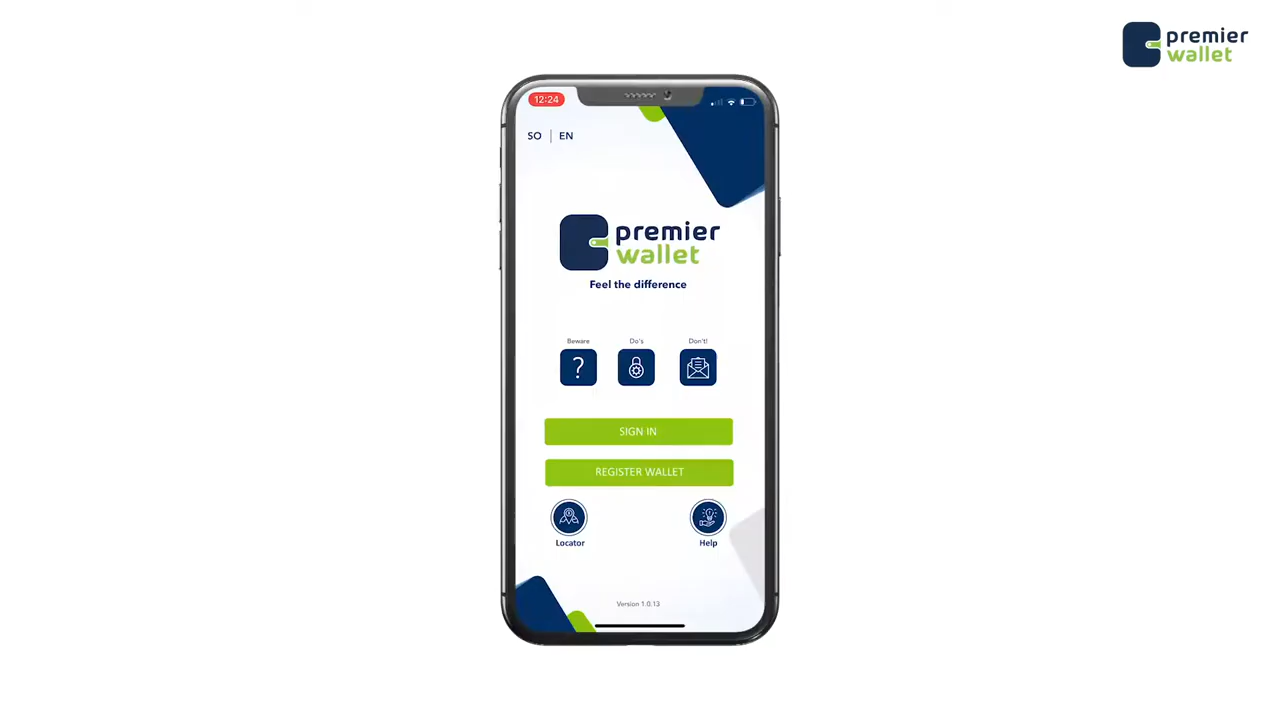 premier
wallet
12:24
SO | EN
premier
wallet
Feel the difference
Beware
Do's
Don't!
?
SIGN IN
REGISTER WALLET
Locator
Help
Version 1.0.13